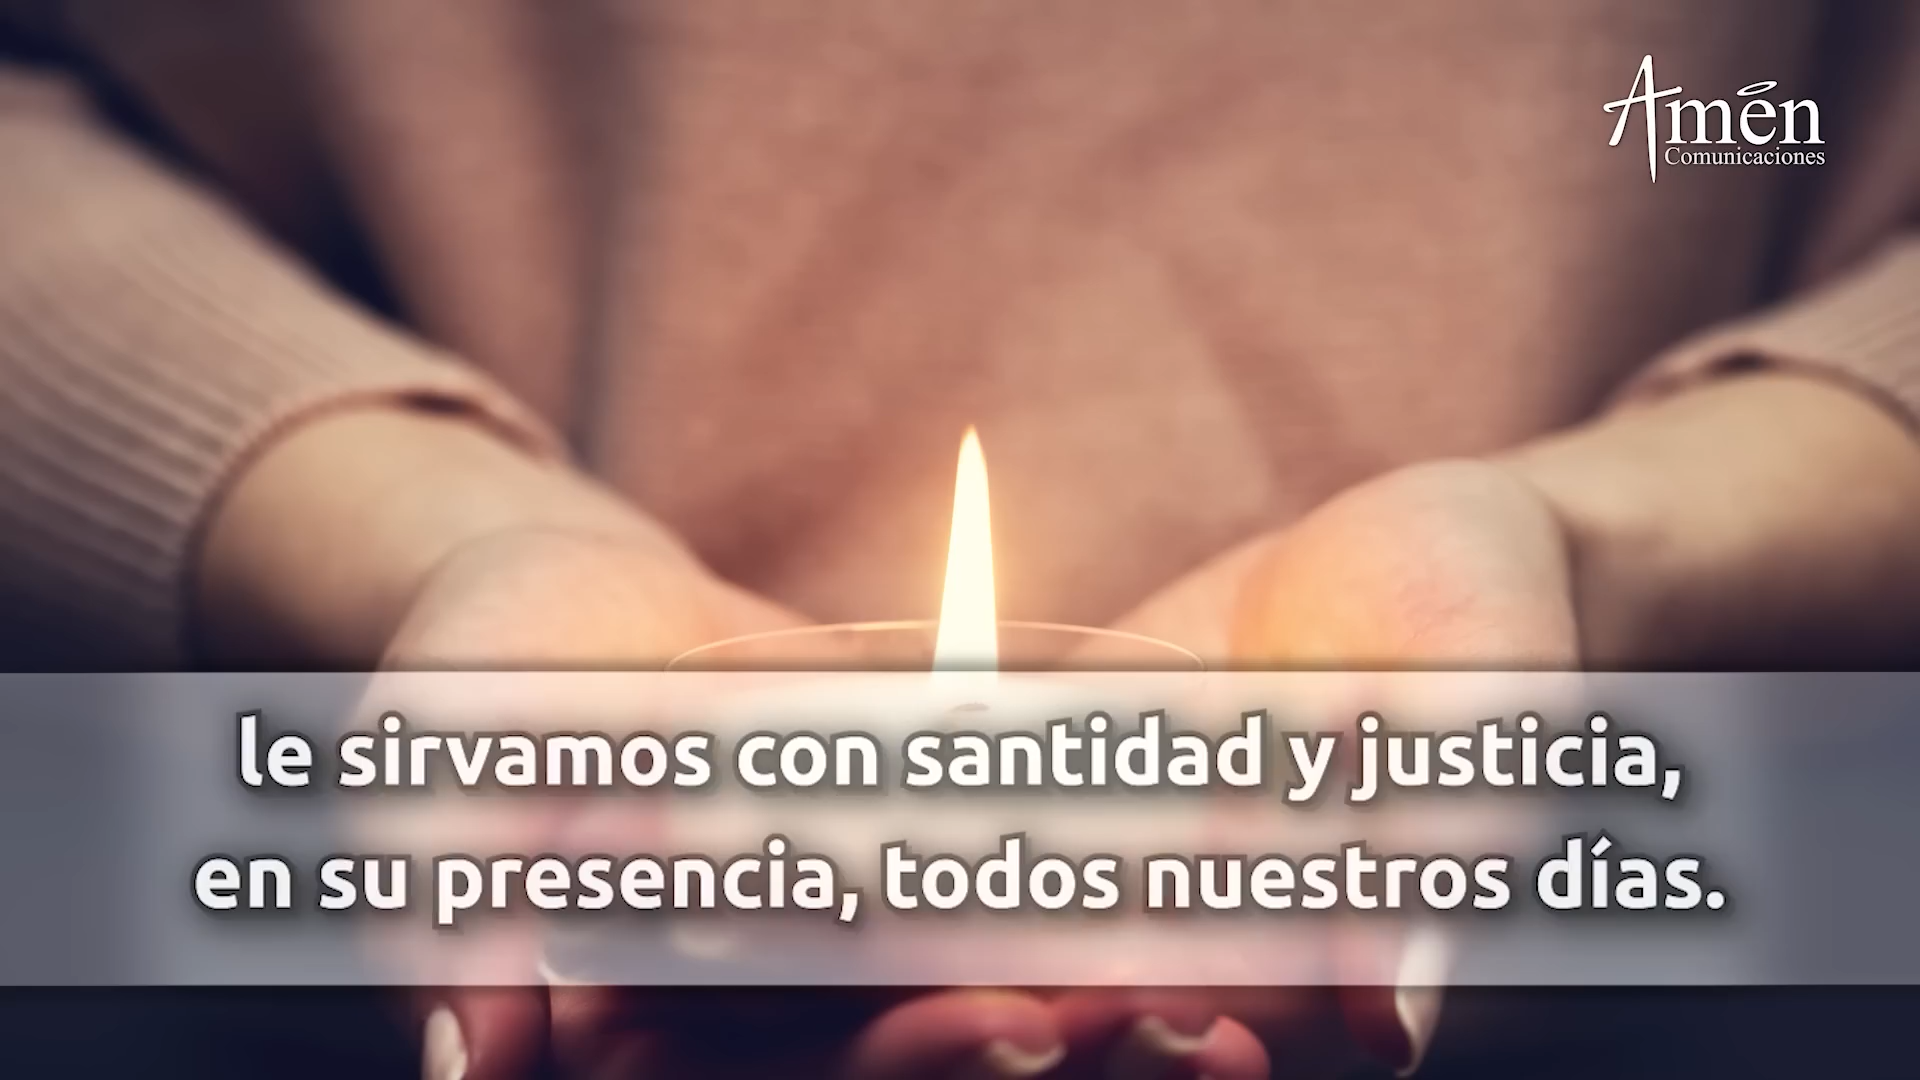 Amén
Comunicaciones
le sirvamos con santidad y justicia,
en su presencia, todos nuestros días.